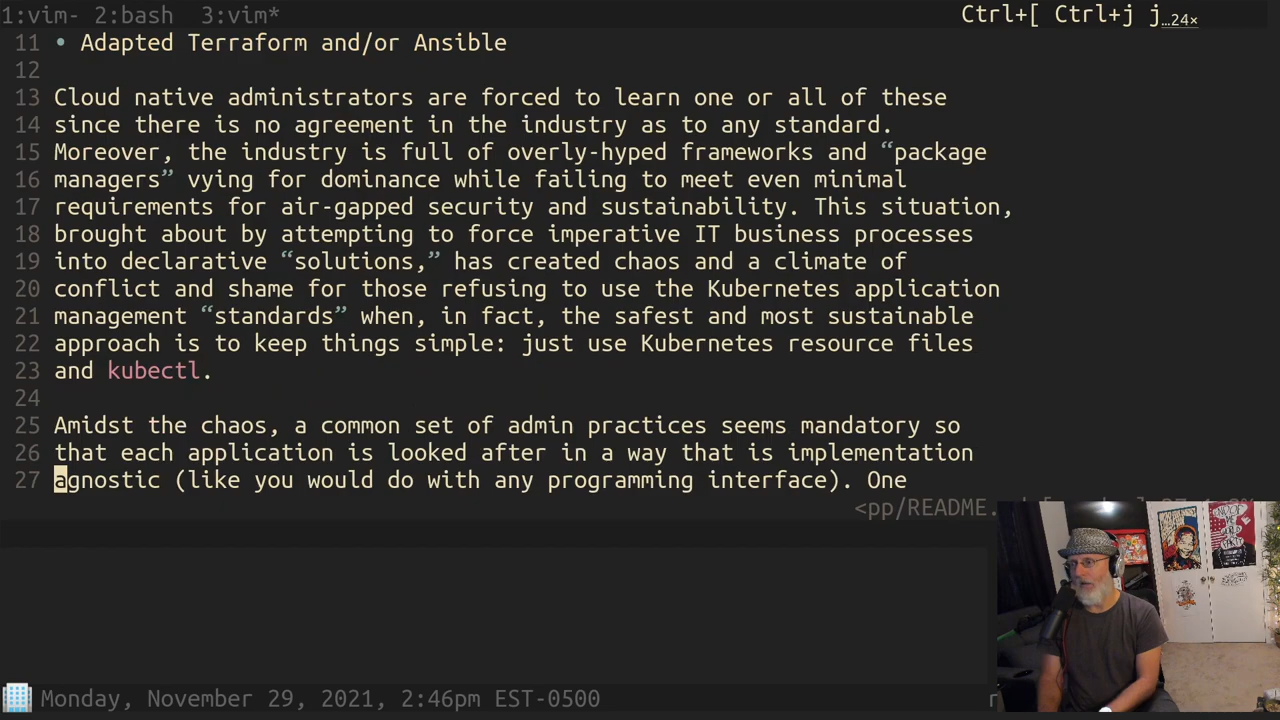 1:vim- 2:bash 3:vim* Ctrl+[ Ctrl+j j…24×
11 • Adapted Terraform and/or Ansible
12
13 Cloud native administrators are forced to learn one or all of these
14 since there is no agreement in the industry as to any standard.
15 Moreover, the industry is full of overly-hyped frameworks and “package
16 managers” vying for dominance while failing to meet even minimal
17 requirements for air-gapped security and sustainability. This situation,
18 brought about by attempting to force imperative IT business processes
19 into declarative “solutions,” has created chaos and a climate of
20 conflict and shame for those refusing to use the Kubernetes application
21 management “standards” when, in fact, the safest and most sustainable
22 approach is to keep things simple: just use Kubernetes resource files
23 and kubectl.
24
25 Amidst the chaos, a common set of admin practices seems mandatory so
26 that each application is looked after in a way that is implementation
27 agnostic (like you would do with any programming interface). One
<pp/README.
Monday, November 29, 2021, 2:46pm EST-0500